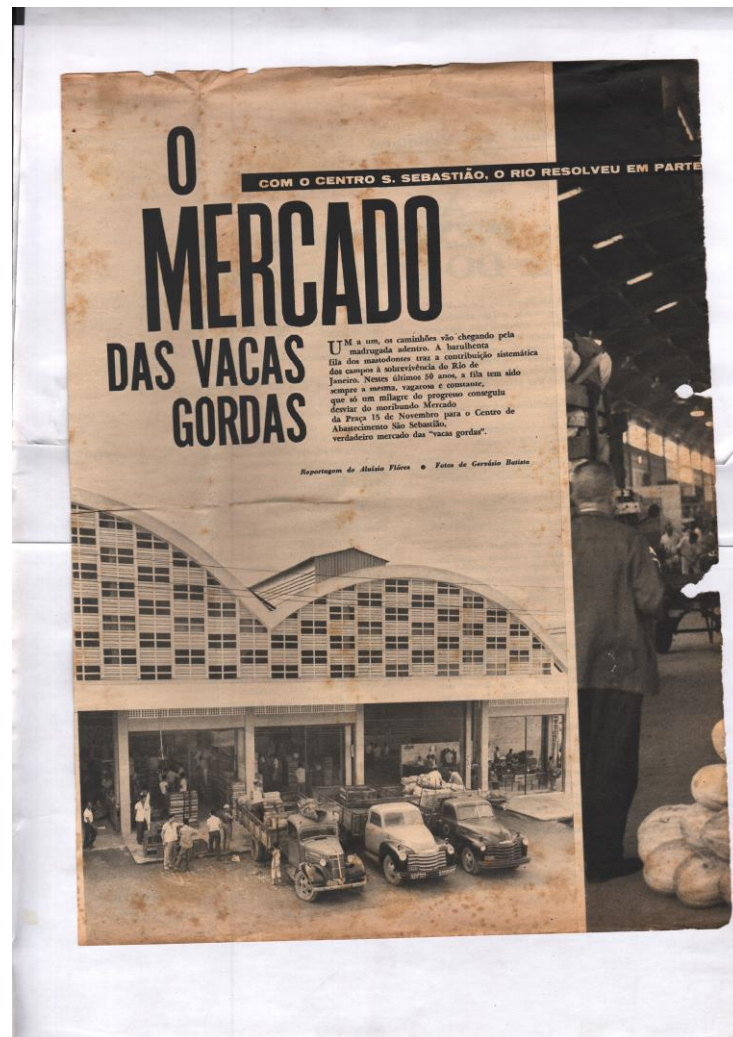 O
COM O CENTRO S. SEBASTIÃO, O RIO RESOLVEU EM PARTE
MERCADO
DAS VACAS
GORDAS
UM a um, os caminhões vão chegando pela
madrugada adentro. A barulhenta
fila dos mastodontes traz a contribuição sistemática
dos campos à sobrevivência do Rio de
Janeiro. Nestes últimos 50 anos, a fila tem sido
sempre a mesma, vagarosa e constante,
que só um milagre do progresso conseguiu
desviar do moribundo Mercado
da Praça 15 de Novembro para o Centro de
Abastecimento São Sebastião,
verdadeiro mercado das "vacas gordas".
Reportagem de Aluízio Flôres ● Fotos de Gervásio Batista